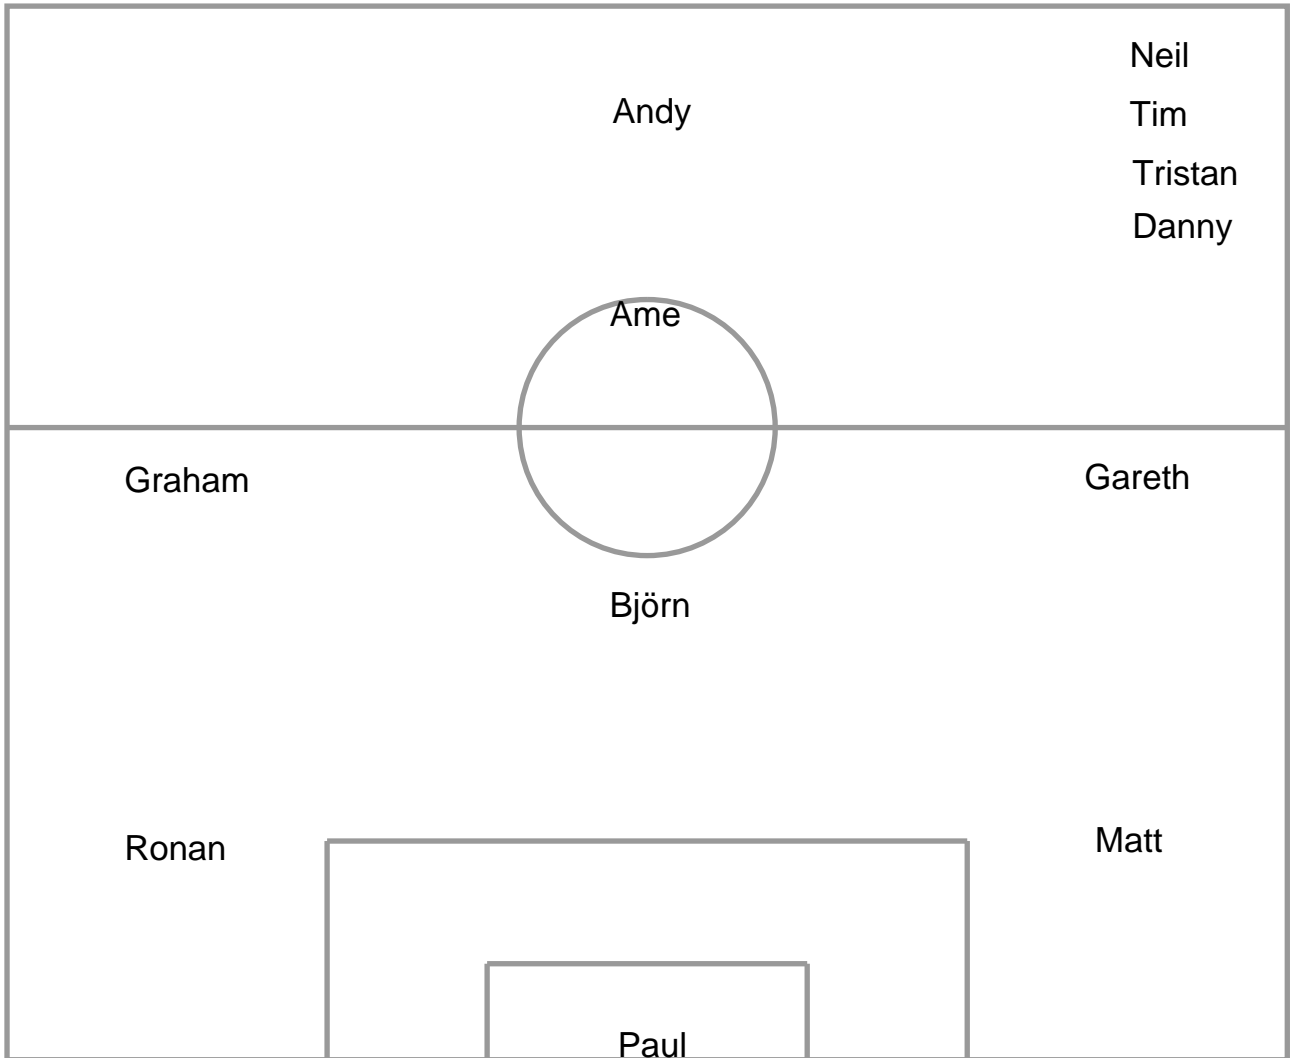 Neil
Andy
Tim
Tristan
Danny
Ame
Graham
Gareth
Björn
Ronan
Matt
Paul